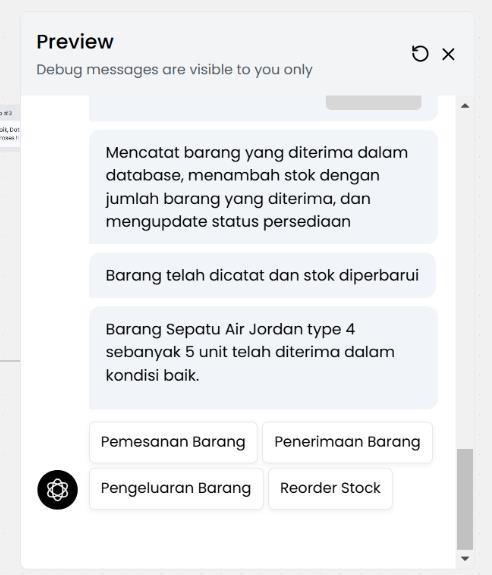 Preview
Debug messages are visible to you only
Mencatat barang yang diterima dalam
database, menambah stok dengan
jumlah barang yang diterima, dan
mengupdate status persediaan
Barang telah dicatat dan stok diperbarui
Barang Sepatu Air Jordan type 4
sebanyak 5 unit telah diterima dalam
kondisi baik.
Pemesanan Barang
Penerimaan Barang
Pengeluaran Barang
Reorder Stock